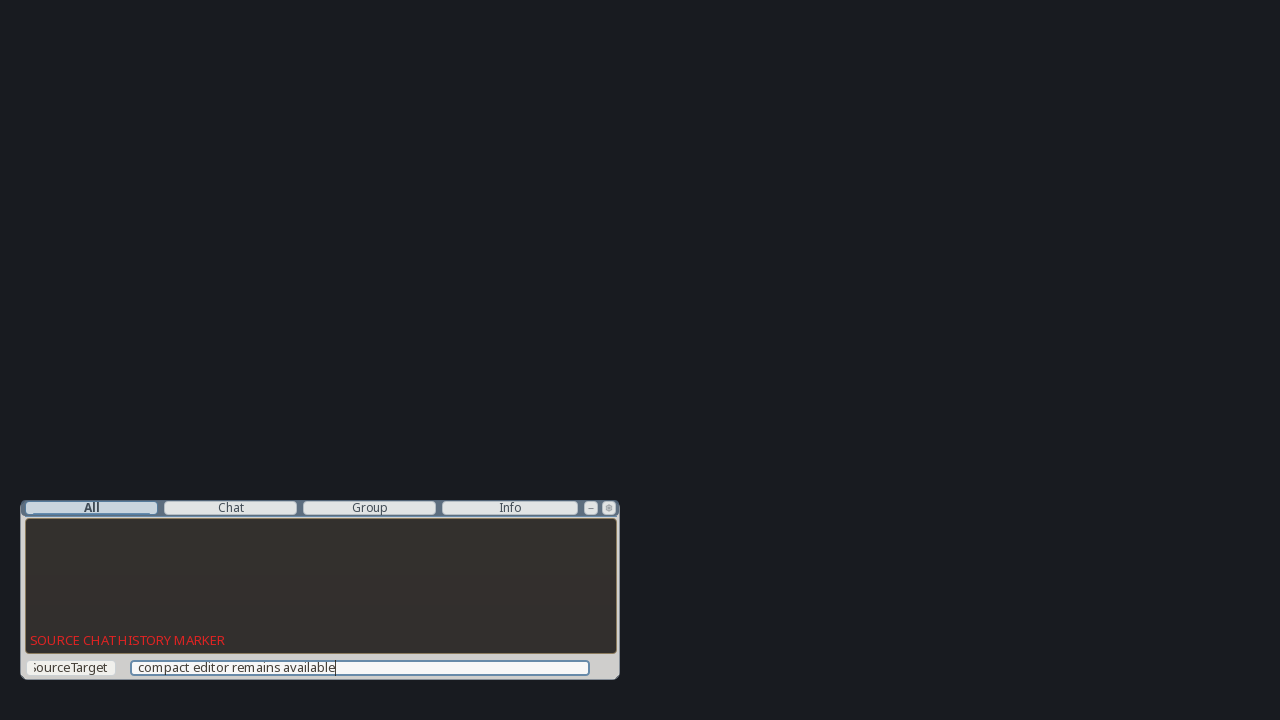 All Chat Group Info
SOURCE CHAT HISTORY MARKER
SourceTarget compact editor remains available